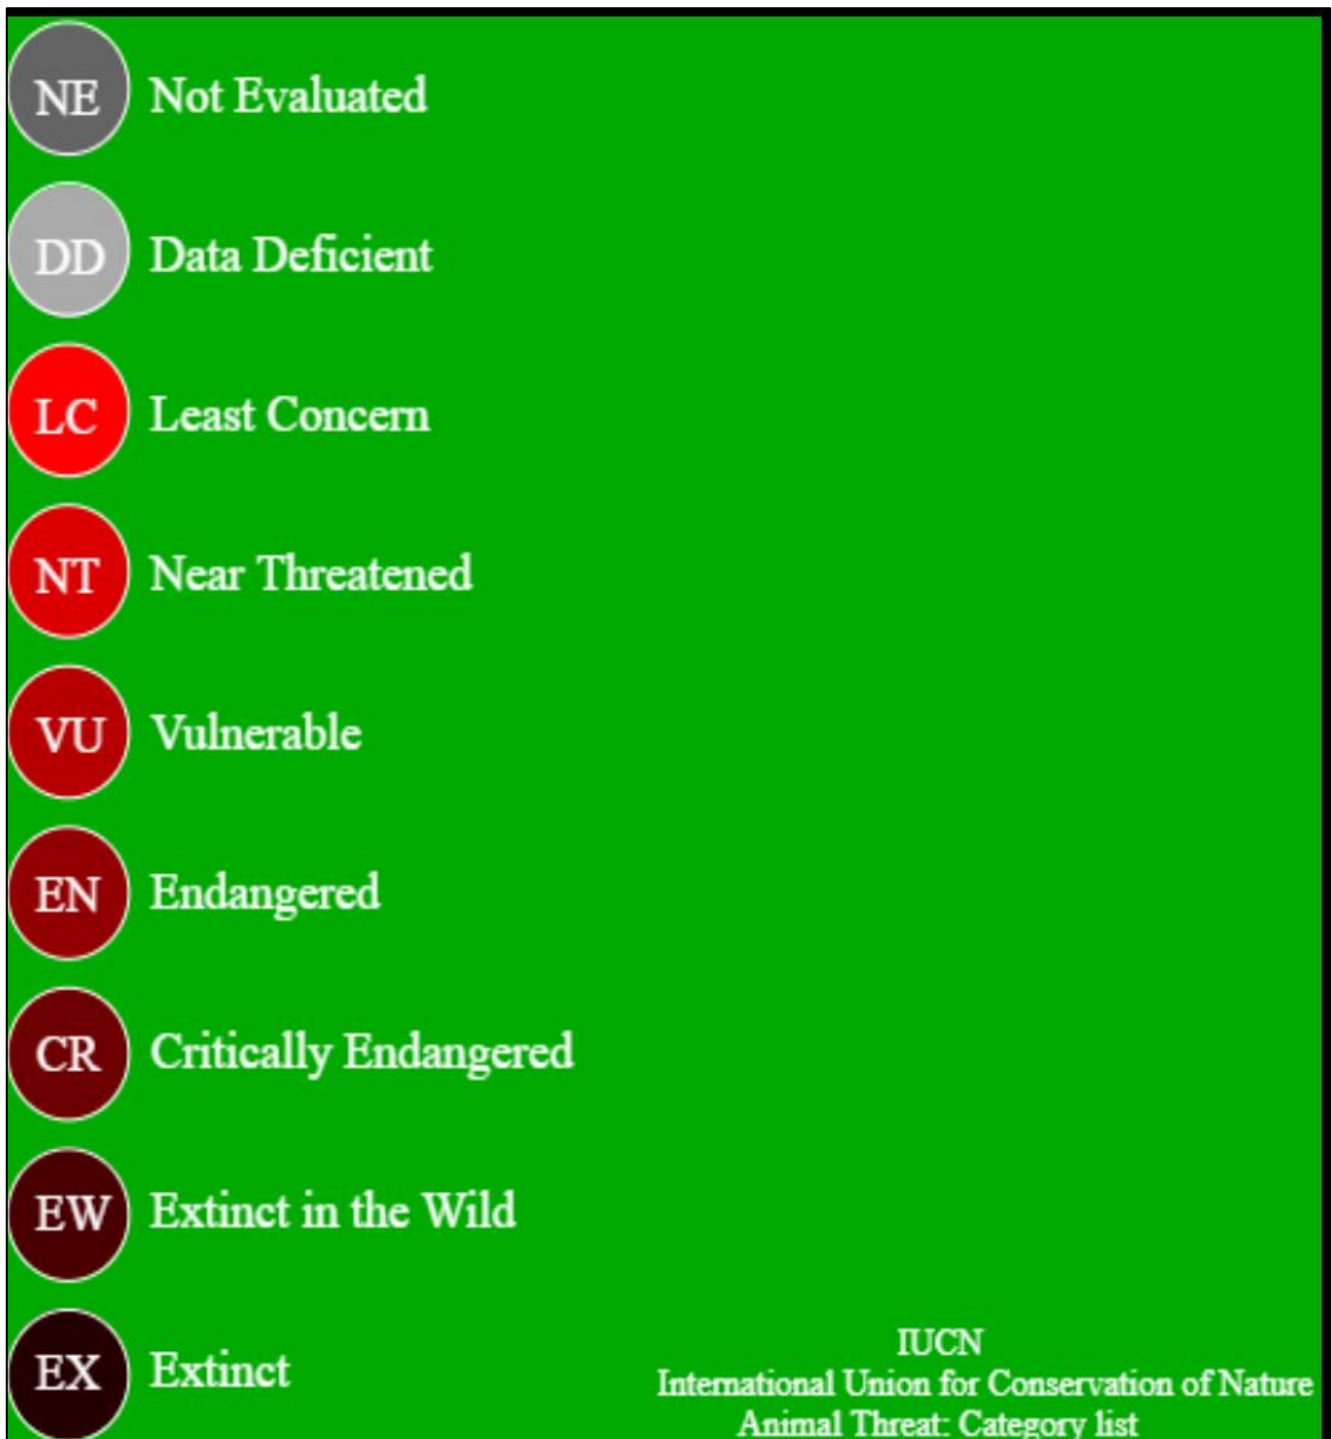 NE Not Evaluated
DD Data Deficient
LC Least Concern
NT Near Threatened
VU Vulnerable
EN Endangered
CR Critically Endangered
EW Extinct in the Wild
EX Extinct
IUCN
International Union for Conservation of Nature
Animal Threat: Category list